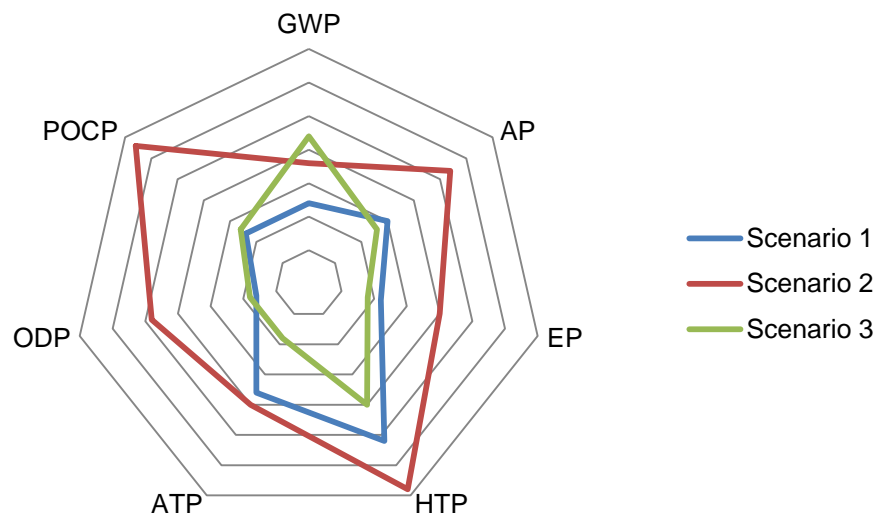 GWP
POCP
AP
ODP
EP
ATP
HTP
Scenario 1
Scenario 2
Scenario 3